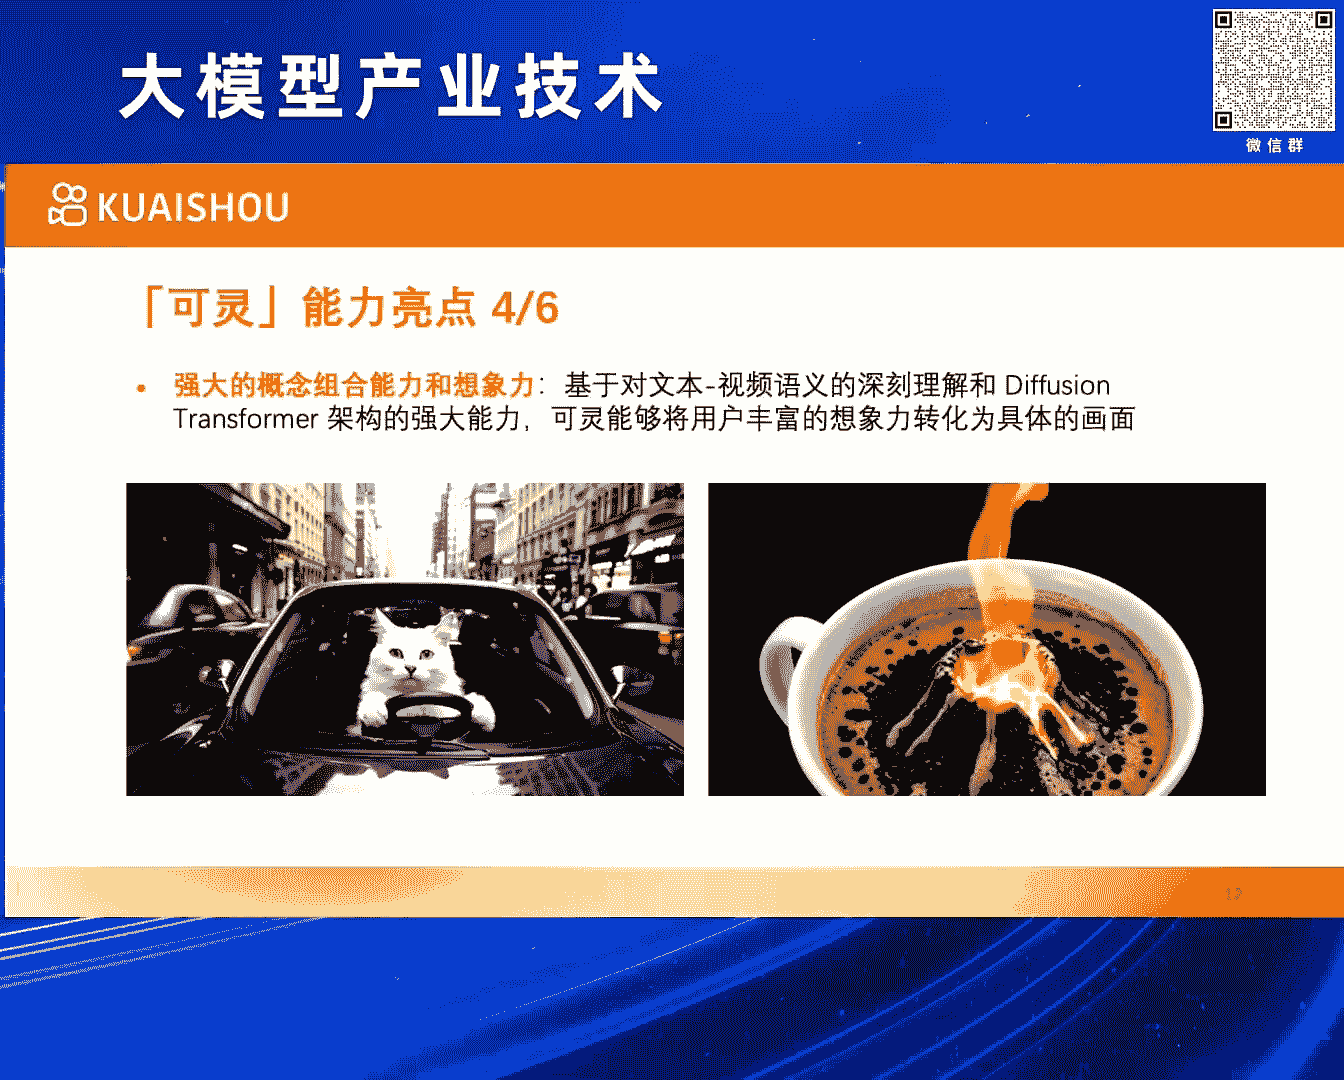 大模型产业技术
微信群
KUAISHOU
「可灵」能力亮点 4/6
• 强大的概念组合能力和想象力：基于对文本-视频语义的深刻理解和 Diffusion
Transformer 架构的强大能力，可灵能够将用户丰富的想象力转化为具体的画面